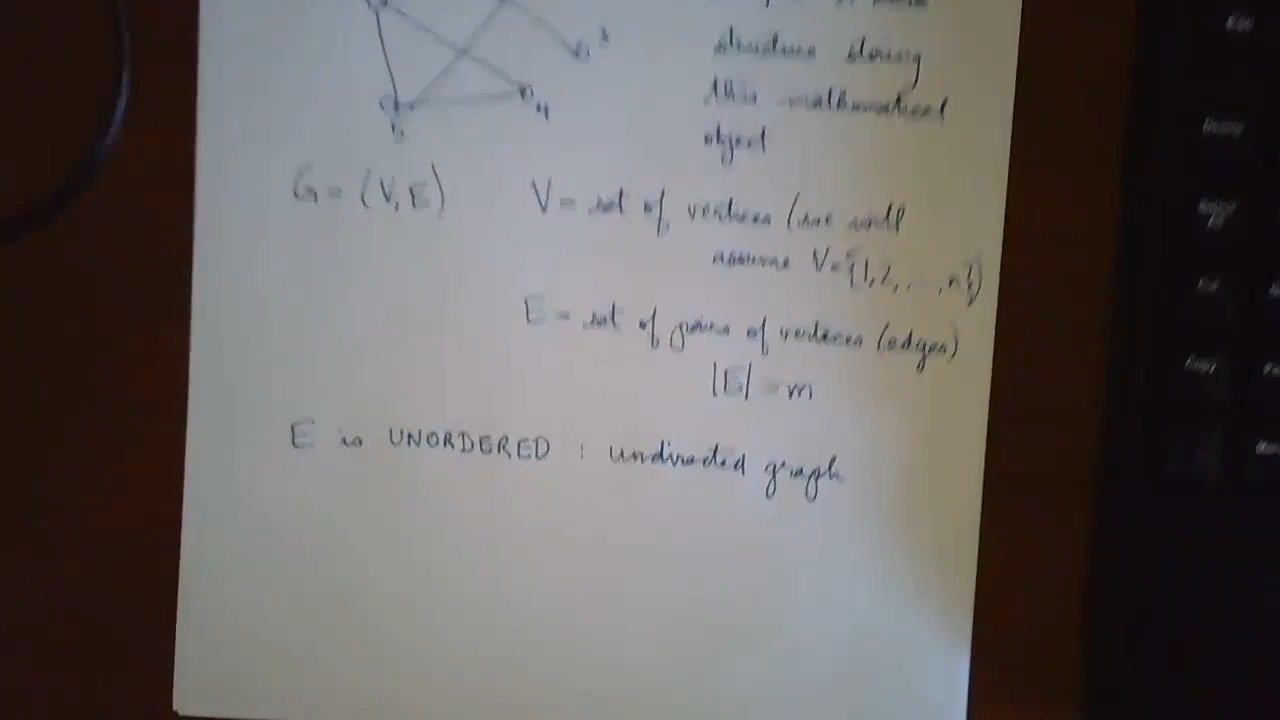 structure storing
this mathematical
object
G = (V, E)
V = set of vertices (we will
assume V = {1, 2, ..., n})
E = set of pairs of vertices (edges)
|E| = m
E is UNORDERED : undirected graph